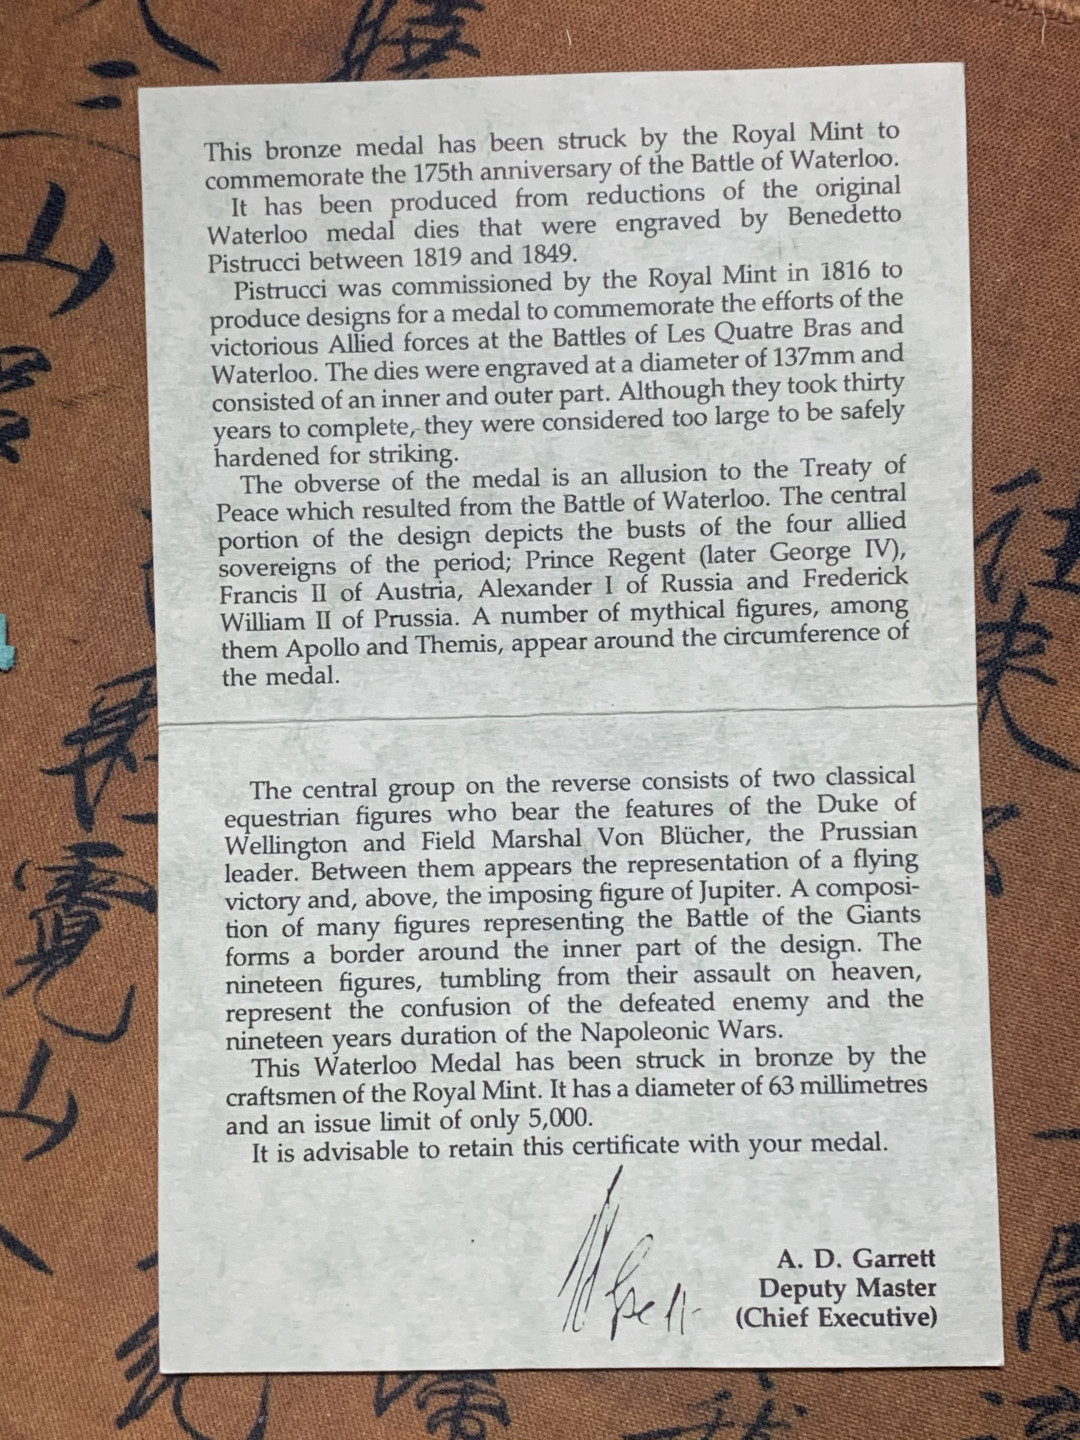 This bronze medal has been struck by the Royal Mint to
commemorate the 175th anniversary of the Battle of Waterloo.
It has been produced from reductions of the original
Waterloo medal dies that were engraved by Benedetto
Pistrucci between 1819 and 1849.
Pistrucci was commissioned by the Royal Mint in 1816 to
produce designs for a medal to commemorate the efforts of the
victorious Allied forces at the Battles of Les Quatre Bras and
Waterloo. The dies were engraved at a diameter of 137mm and
consisted of an inner and outer part. Although they took thirty
years to complete, they were considered too large to be safely
hardened for striking.
The obverse of the medal is an allusion to the Treaty of
Peace which resulted from the Battle of Waterloo. The central
portion of the design depicts the busts of the four allied
sovereigns of the period; Prince Regent (later George IV),
Francis II of Austria, Alexander I of Russia and Frederick
William II of Prussia. A number of mythical figures, among
them Apollo and Themis, appear around the circumference of
the medal.
The central group on the reverse consists of two classical
equestrian figures who bear the features of the Duke of
Wellington and Field Marshal Von Blücher, the Prussian
leader. Between them appears the representation of a flying
victory and, above, the imposing figure of Jupiter. A composi-
tion of many figures representing the Battle of the Giants
forms a border around the inner part of the design. The
nineteen figures, tumbling from their assault on heaven,
represent the confusion of the defeated enemy and the
nineteen years duration of the Napoleonic Wars.
This Waterloo Medal has been struck in bronze by the
craftsmen of the Royal Mint. It has a diameter of 63 millimetres
and an issue limit of only 5,000.
It is advisable to retain this certificate with your medal.
A. D. Garrett
Deputy Master
(Chief Executive)